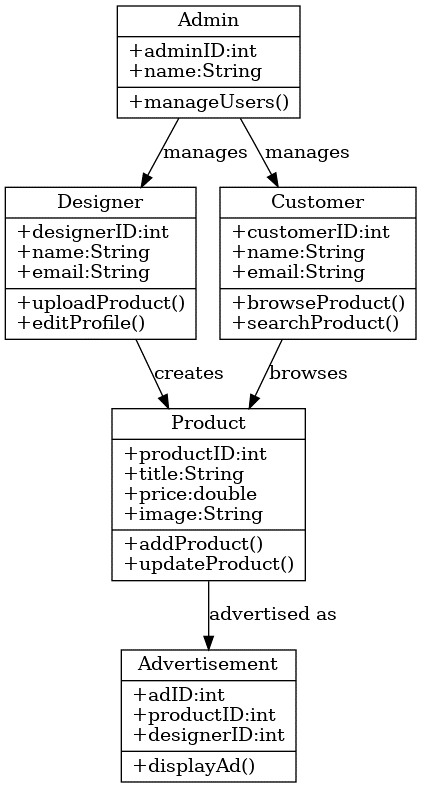 Admin
+adminID:int
+name:String
+manageUsers()
manages
manages
Designer
+designerID:int
+name:String
+email:String
+uploadProduct()
+editProfile()
Customer
+customerID:int
+name:String
+email:String
+browseProduct()
+searchProduct()
creates
browses
Product
+productID:int
+title:String
+price:double
+image:String
+addProduct()
+updateProduct()
advertised as
Advertisement
+adID:int
+productID:int
+designerID:int
+displayAd()